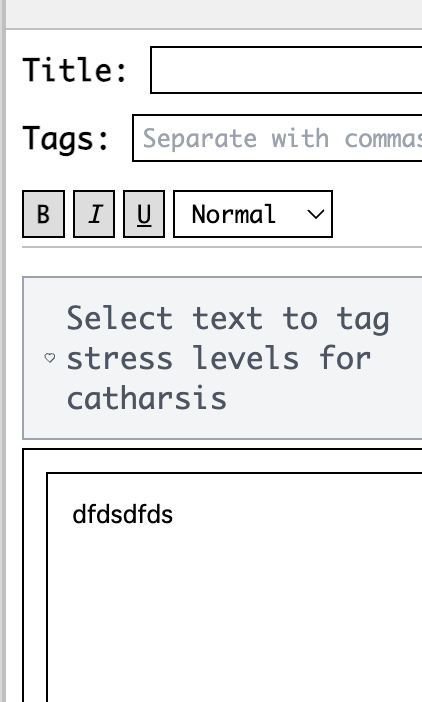 Title:
Tags: Separate with commas
B I U Normal
Select text to tag
stress levels for
catharsis
dfdsdfds